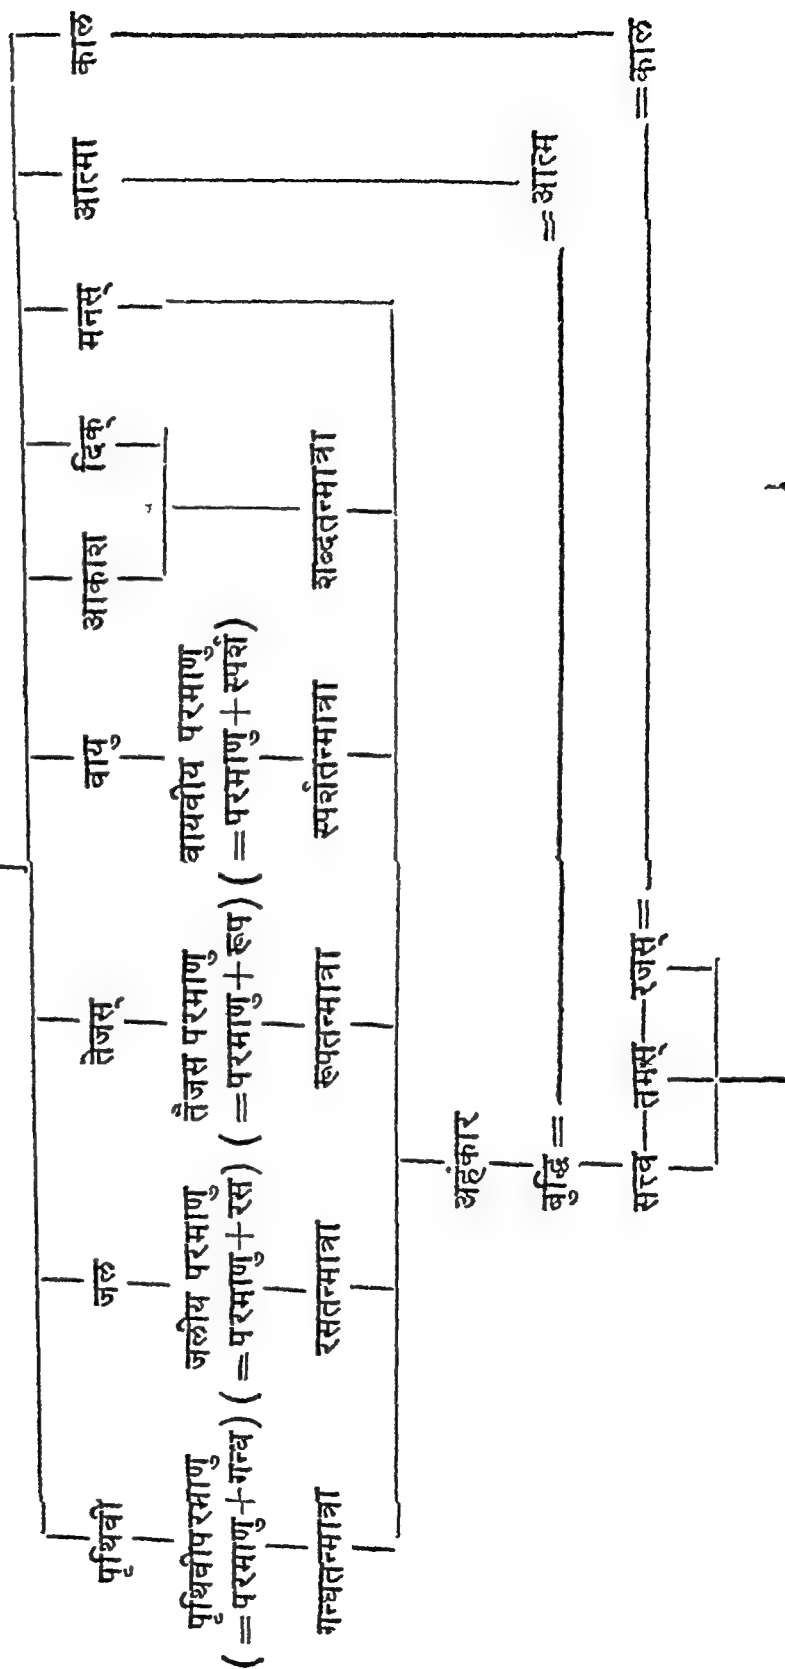 पृथिवी जल तेजस् वायु आकाश दिक् मनस् आत्मा काल
पृथिवीपरमाणु जलीय परमाणु तैजस परमाणु वायवीय परमाणु
(=परमाणु+गन्ध) (=परमाणु+रस) (=परमाणु+रूप) (=परमाणु+स्पर्श)
गन्धतन्मात्रा रसतन्मात्रा रूपतन्मात्रा स्पर्शतन्मात्रा शब्दतन्मात्रा
अहंकार
बुद्धि= =आत्म
सत्व—तमस्—रजस्= =काल